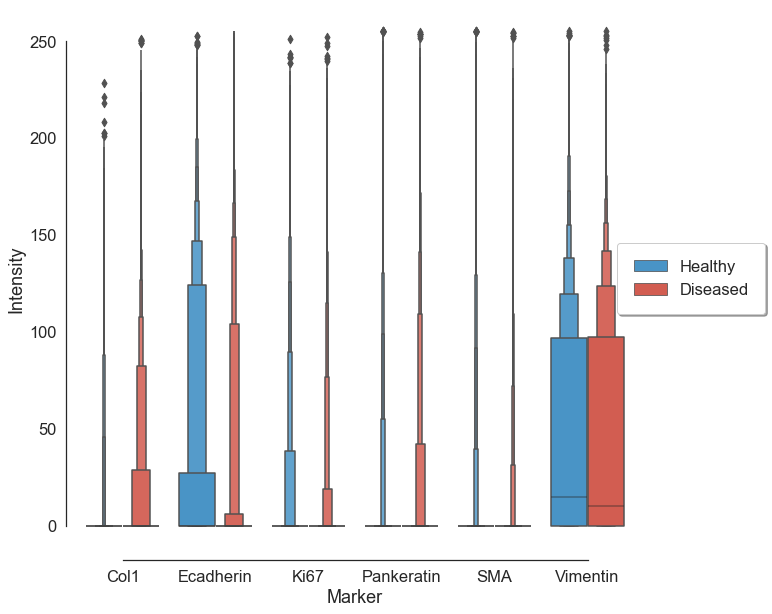 250
200
150
100
50
0
Intensity
Healthy
Diseased
Col1 Ecadherin Ki67 Pankeratin SMA Vimentin
Marker